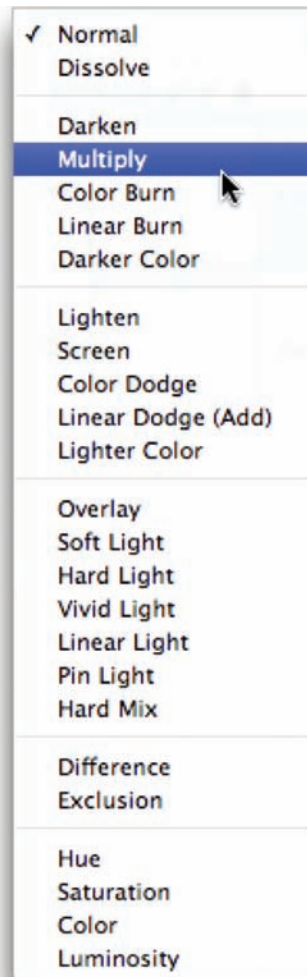 ✓ Normal
Dissolve
Darken
Multiply
Color Burn
Linear Burn
Darker Color
Lighten
Screen
Color Dodge
Linear Dodge (Add)
Lighter Color
Overlay
Soft Light
Hard Light
Vivid Light
Linear Light
Pin Light
Hard Mix
Difference
Exclusion
Hue
Saturation
Color
Luminosity